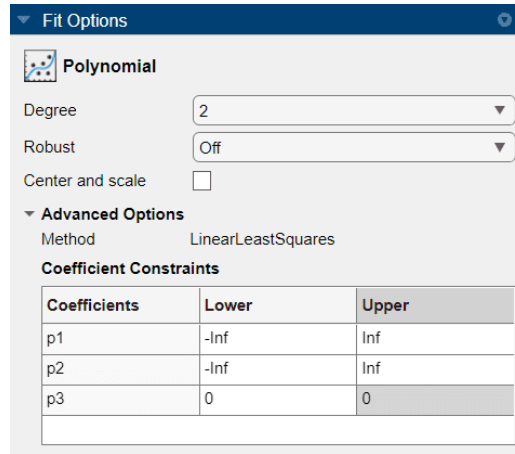 Fit Options
Polynomial
Degree 2
Robust Off
Center and scale
Advanced Options
Method LinearLeastSquares
Coefficient Constraints
Coefficients Lower Upper
p1 -Inf Inf
p2 -Inf Inf
p3 0 0